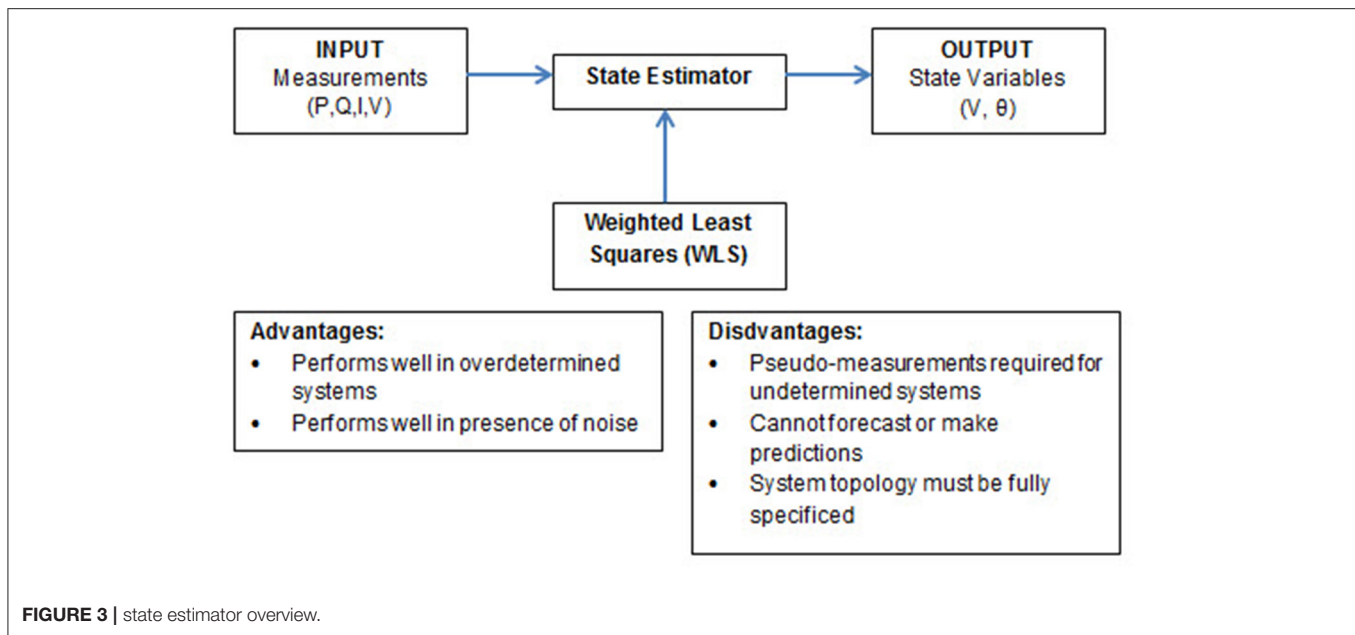 INPUT
Measurements
(P,Q,I,V)
State Estimator
OUTPUT
State Variables
(V, θ)
Weighted Least
Squares (WLS)
Advantages:
• Performs well in overdetermined
systems
• Performs well in presence of noise
Disdvantages:
• Pseudo-measurements required for
undetermined systems
• Cannot forecast or make
predictions
• System topology must be fully
specificed
FIGURE 3 | state estimator overview.